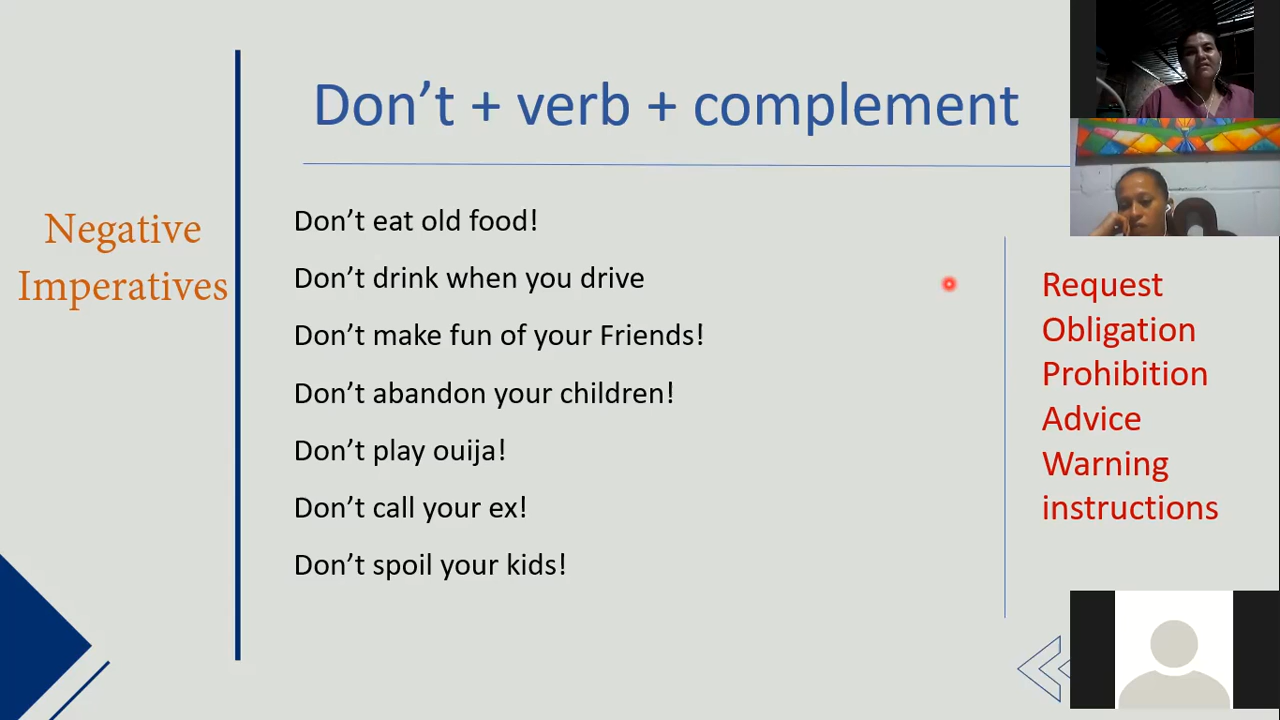 Don't + verb + complement
Negative
Imperatives
Don't eat old food!
Don't drink when you drive
Don't make fun of your Friends!
Don't abandon your children!
Don't play ouija!
Don't call your ex!
Don't spoil your kids!
Request
Obligation
Prohibition
Advice
Warning
instructions